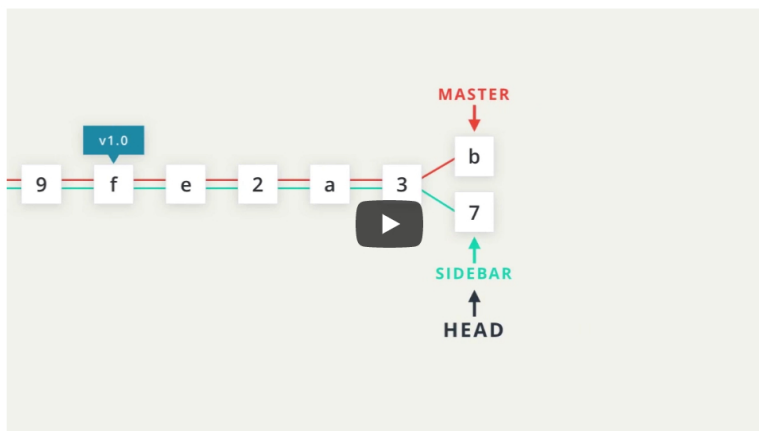 MASTER
v1.0
b
9 f e 2 a 3
7
SIDEBAR
HEAD